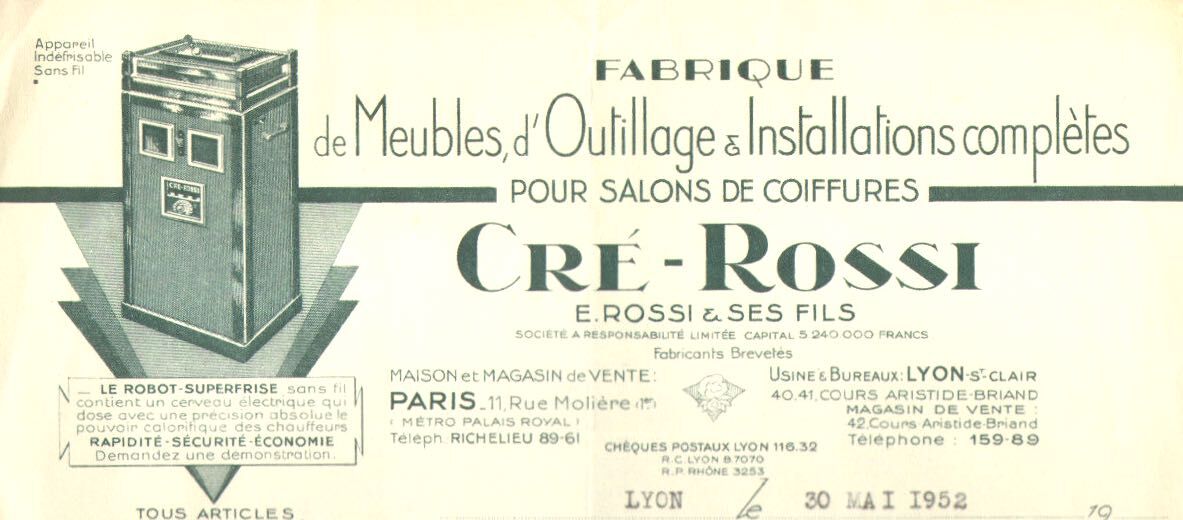 Appareil
Indéfrisable
Sans Fil
CRÉ-ROSSI
FABRIQUE
de Meubles, d'Outillage & Installations complètes
POUR SALONS DE COIFFURES
CRÉ-ROSSI
E. ROSSI & SES FILS
SOCIÉTÉ A RESPONSABILITÉ LIMITÉE CAPITAL 5 240.000 FRANCS
Fabricants Brevetés
LE ROBOT-SUPERFRISE sans fil
contient un cerveau électrique qui
dose avec une précision absolue le
pouvoir calorifique des chauffeurs
RAPIDITÉ-SÉCURITÉ-ÉCONOMIE
Demandez une démonstration.
TOUS ARTICLES
MAISON et MAGASIN de VENTE:
PARIS_11, Rue Molière (1er)
(MÉTRO PALAIS ROYAL)
Téleph. RICHELIEU 89-61
CHÈQUES POSTAUX LYON 116.32
R.C. LYON B.7070
R.P. RHÔNE 3253
USINE & BUREAUX: LYON-ST-CLAIR
40.41, COURS ARISTIDE-BRIAND
MAGASIN DE VENTE :
42, Cours Aristide-Briand
Téléphone : 159-89
LYON le 30 MAI 1952 19